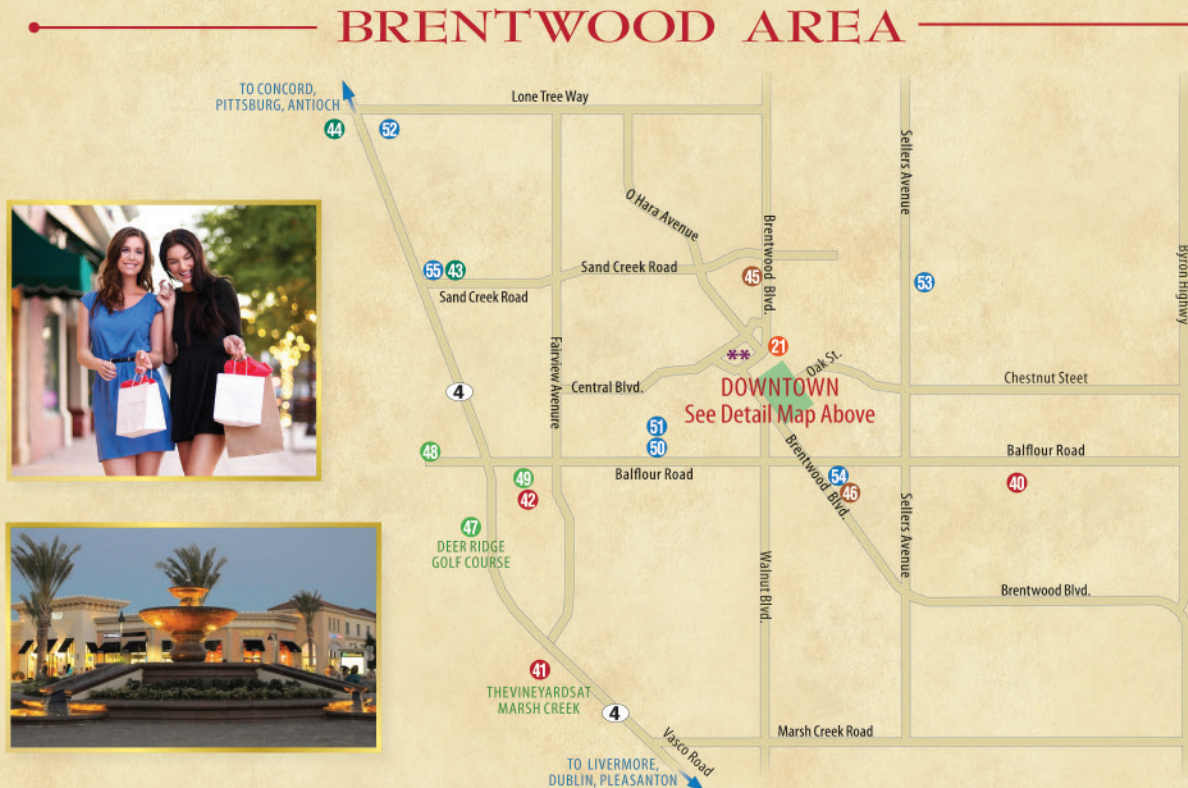 BRENTWOOD AREA
TO CONCORD,
PITTSBURG, ANTIOCH
Lone Tree Way
44
52
Sellers Avenue
O Hara Avenue
Brentwood Blvd.
Byron Highway
Sand Creek Road
45
55
43
Sand Creek Road
53
Fairview Avenure
**
21
Oak St.
4
Central Blvd.
DOWNTOWN
See Detail Map Above
Chestnut Steet
51
50
48
Balflour Road
Balflour Road
49
42
Brentwood Blvd.
54
46
40
Sellers Avenue
47
DEER RIDGE
GOLF COURSE
Walnut Blvd.
Brentwood Blvd.
41
THEVINEYARDSAT
MARSH CREEK
4
Vasco Road
Marsh Creek Road
TO LIVERMORE,
DUBLIN, PLEASANTON